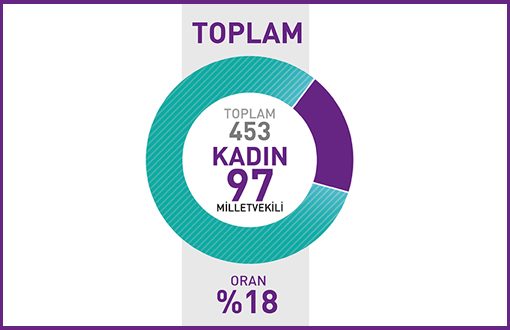 TOPLAM
TOPLAM
453
KADIN
97
MİLLETVEKİLİ
ORAN
%18